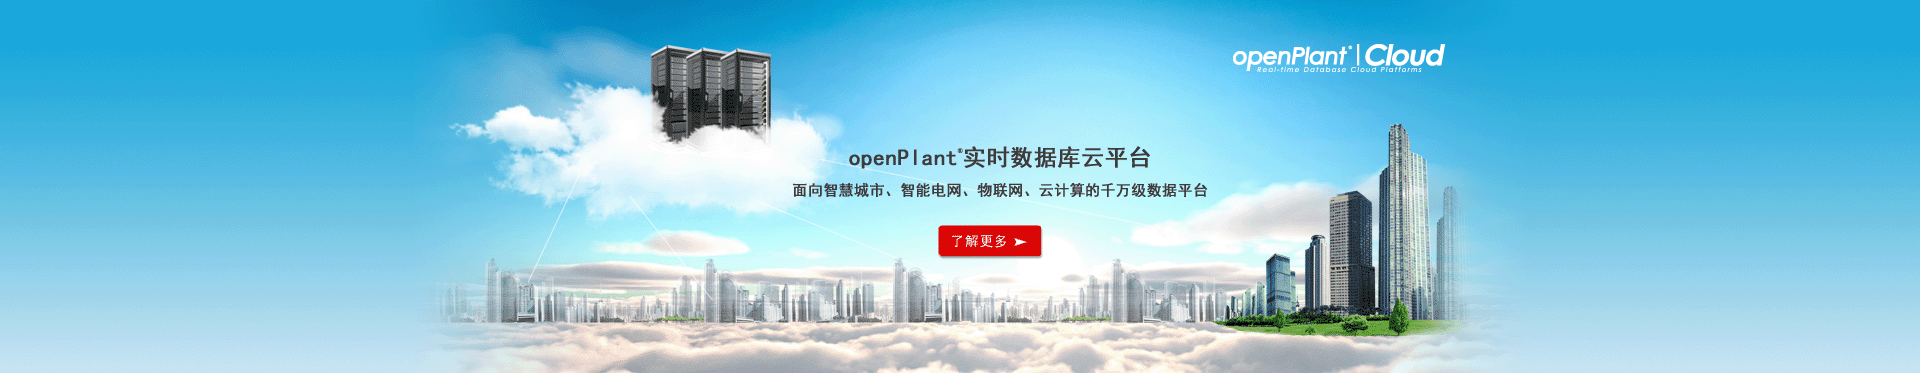 openPlant®|Cloud
Real-time Database Cloud Platforms
openPlant®实时数据库云平台
面向智慧城市、智能电网、物联网、云计算的千万级数据平台
了解更多